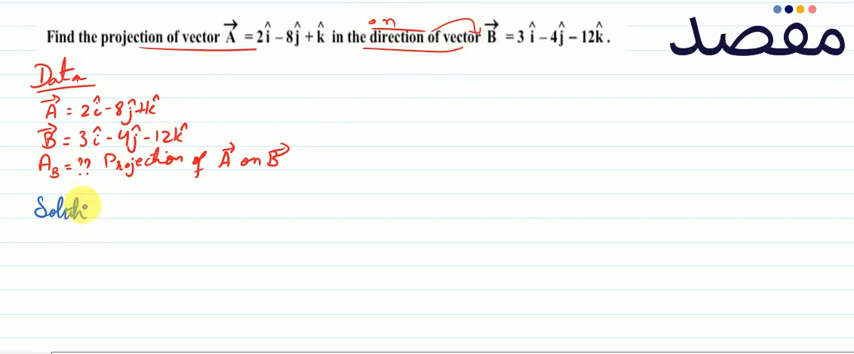 Find the projection of vector A⃗ = 2î − 8ĵ + k̂ in the direction of vector B⃗ = 3 î − 4ĵ − 12k̂ .
on
مقصد
Data
A⃗ = 2î - 8ĵ + k̂
B⃗ = 3î - 4ĵ - 12k̂
A_B = ?? Projection of A⃗ on B⃗
Soluti